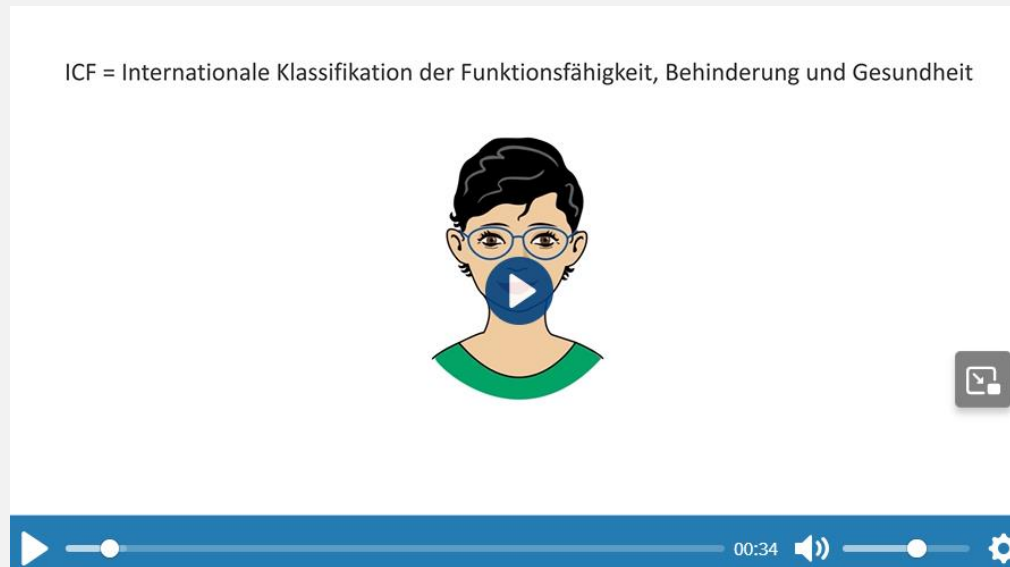 ICF = Internationale Klassifikation der Funktionsfähigkeit, Behinderung und Gesundheit
00:34